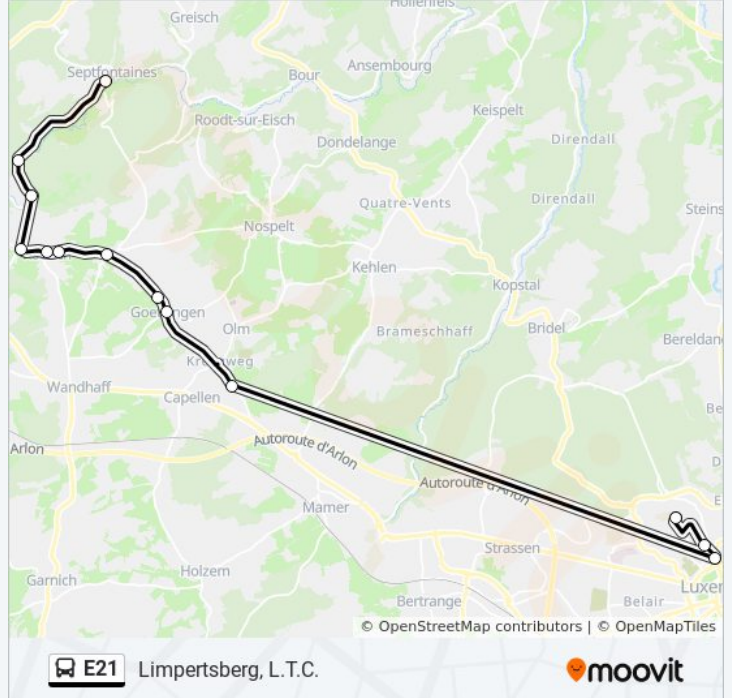 Hollenfels
Greisch
Septfontaines
Ansembourg
Bour
Keispelt
Roodt-sur-Eisch
Dondelange
Direndall
Quatre-Vents
Direndall
Steins
Nospelt
Kehlen
Kopstal
Bridel
Olm
Brameschhaff
Bereldan
Wandhaff
Capellen
Be
Arlon
Autoroute d'Arlon
Autoroute d'Arlon
D
E
Mamer
Strassen
Garnich
Holzem
Luxem
Bertrange
Belair
© OpenStreetMap contributors | © OpenMapTiles
E21 Limpertsberg, L.T.C.
moovit